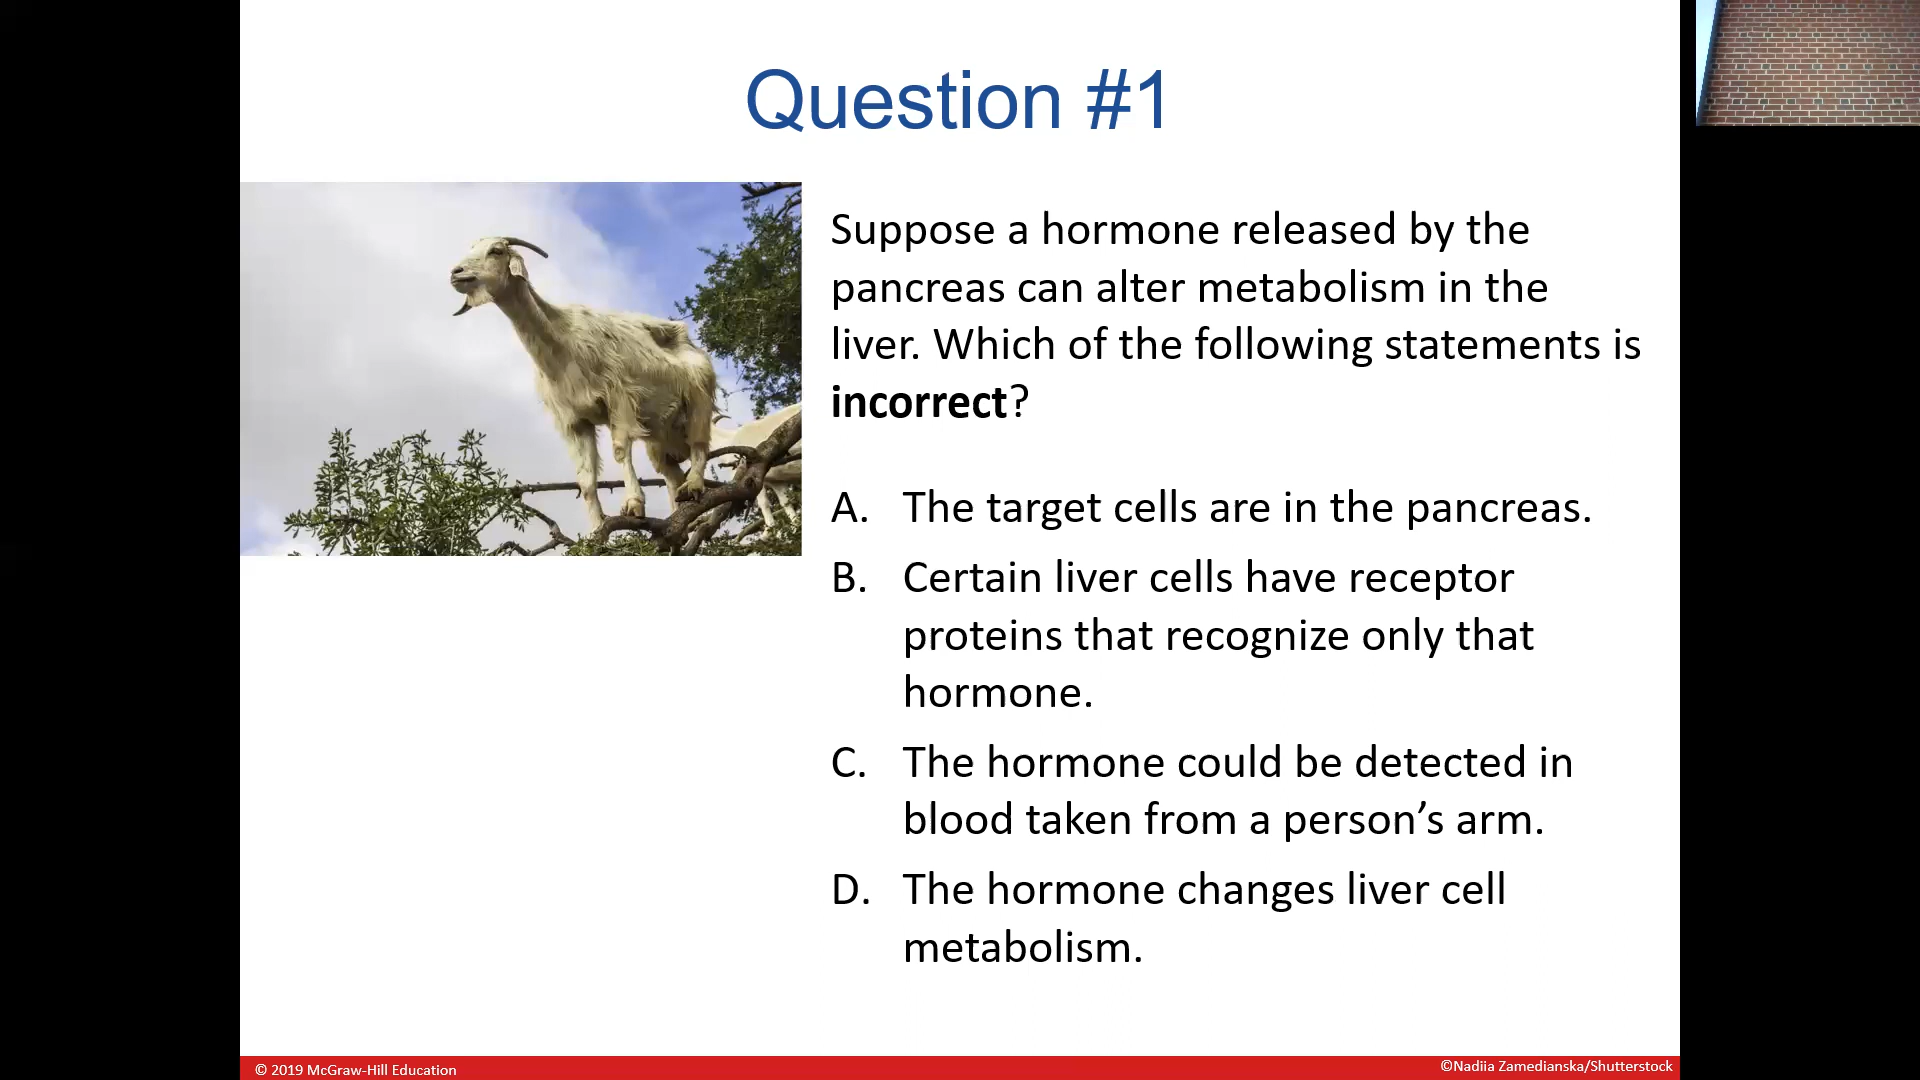 Question #1
Suppose a hormone released by the
pancreas can alter metabolism in the
liver. Which of the following statements is
incorrect?
A. The target cells are in the pancreas.
B. Certain liver cells have receptor
proteins that recognize only that
hormone.
C. The hormone could be detected in
blood taken from a person’s arm.
D. The hormone changes liver cell
metabolism.
© 2019 McGraw-Hill Education
©Nadiia Zamedianska/Shutterstock